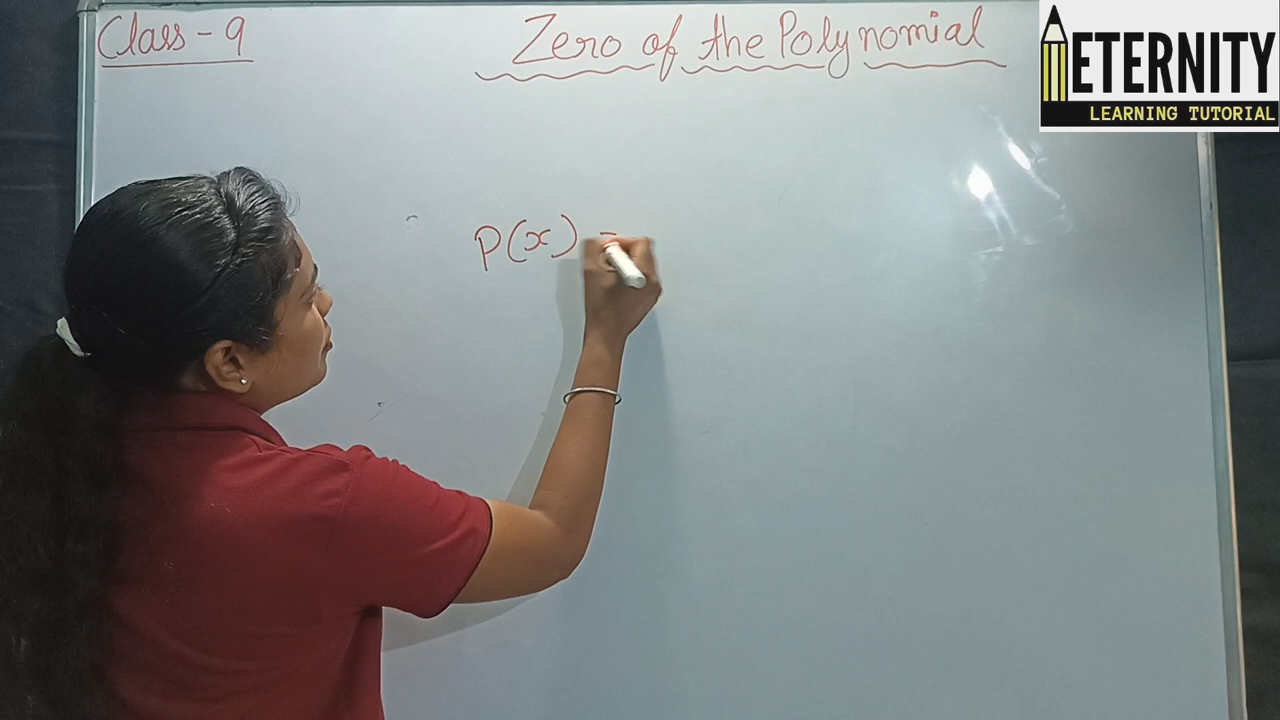 Class - 9
Zero of the Polynomial
ETERNITY
LEARNING TUTORIAL
P(x) =